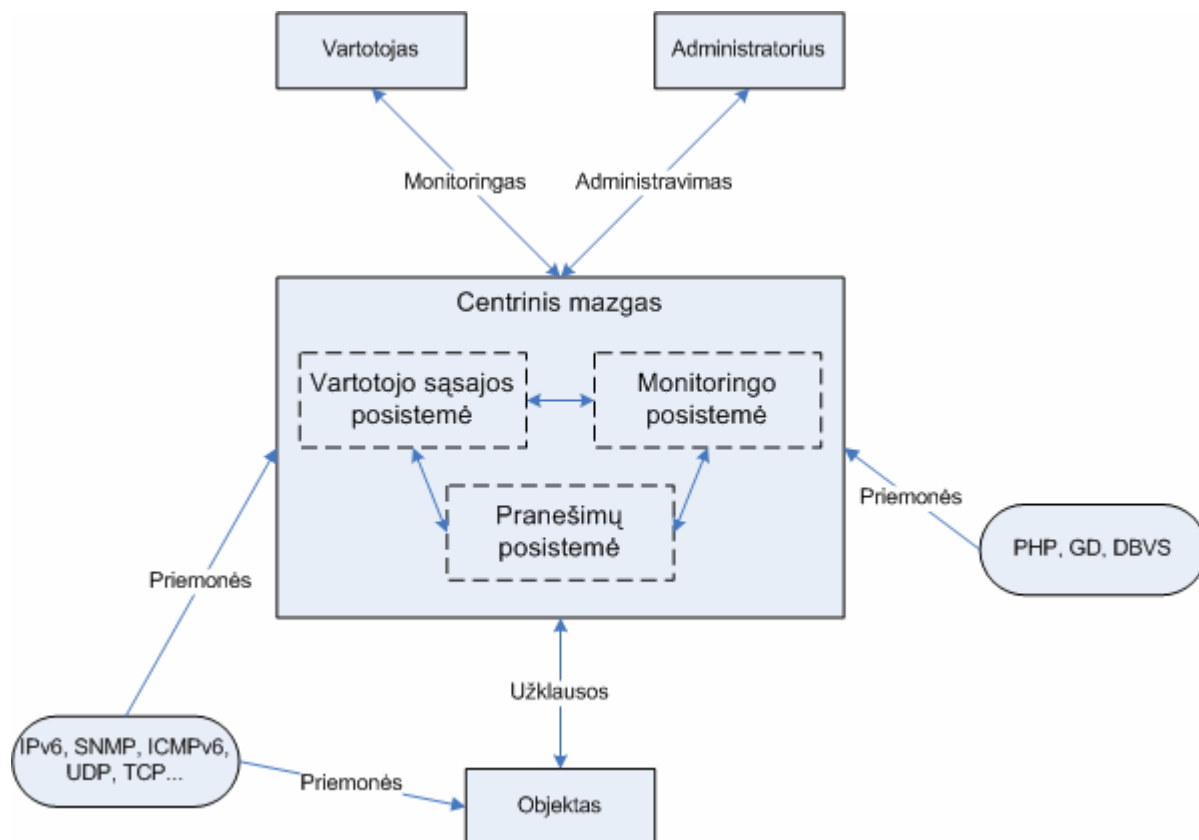 Vartotojas
Administratorius
Monitoringas
Administravimas
Centrinis mazgas
Vartotojo sąsajos
posistemė
Monitoringo
posistemė
Pranešimų
posistemė
Priemonės
PHP, GD, DBVS
Priemonės
Užklausos
IPv6, SNMP, ICMPv6,
UDP, TCP...
Priemonės
Objektas